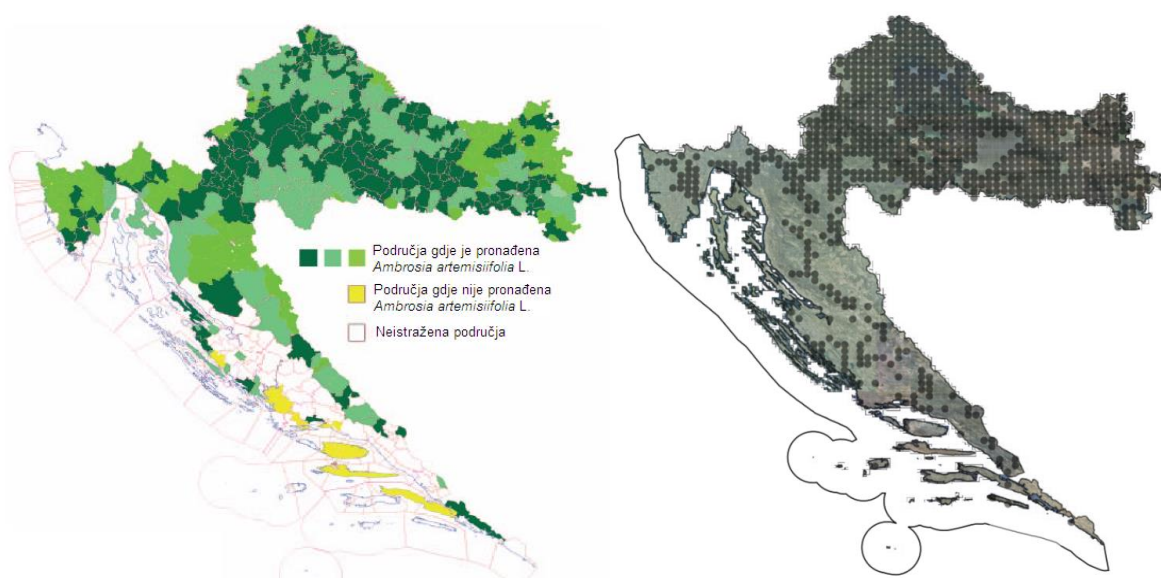 Područja gdje je pronađena
Ambrosia artemisiifolia L.
Područja gdje nije pronađena
Ambrosia artemisiifolia L.
Neistražena područja